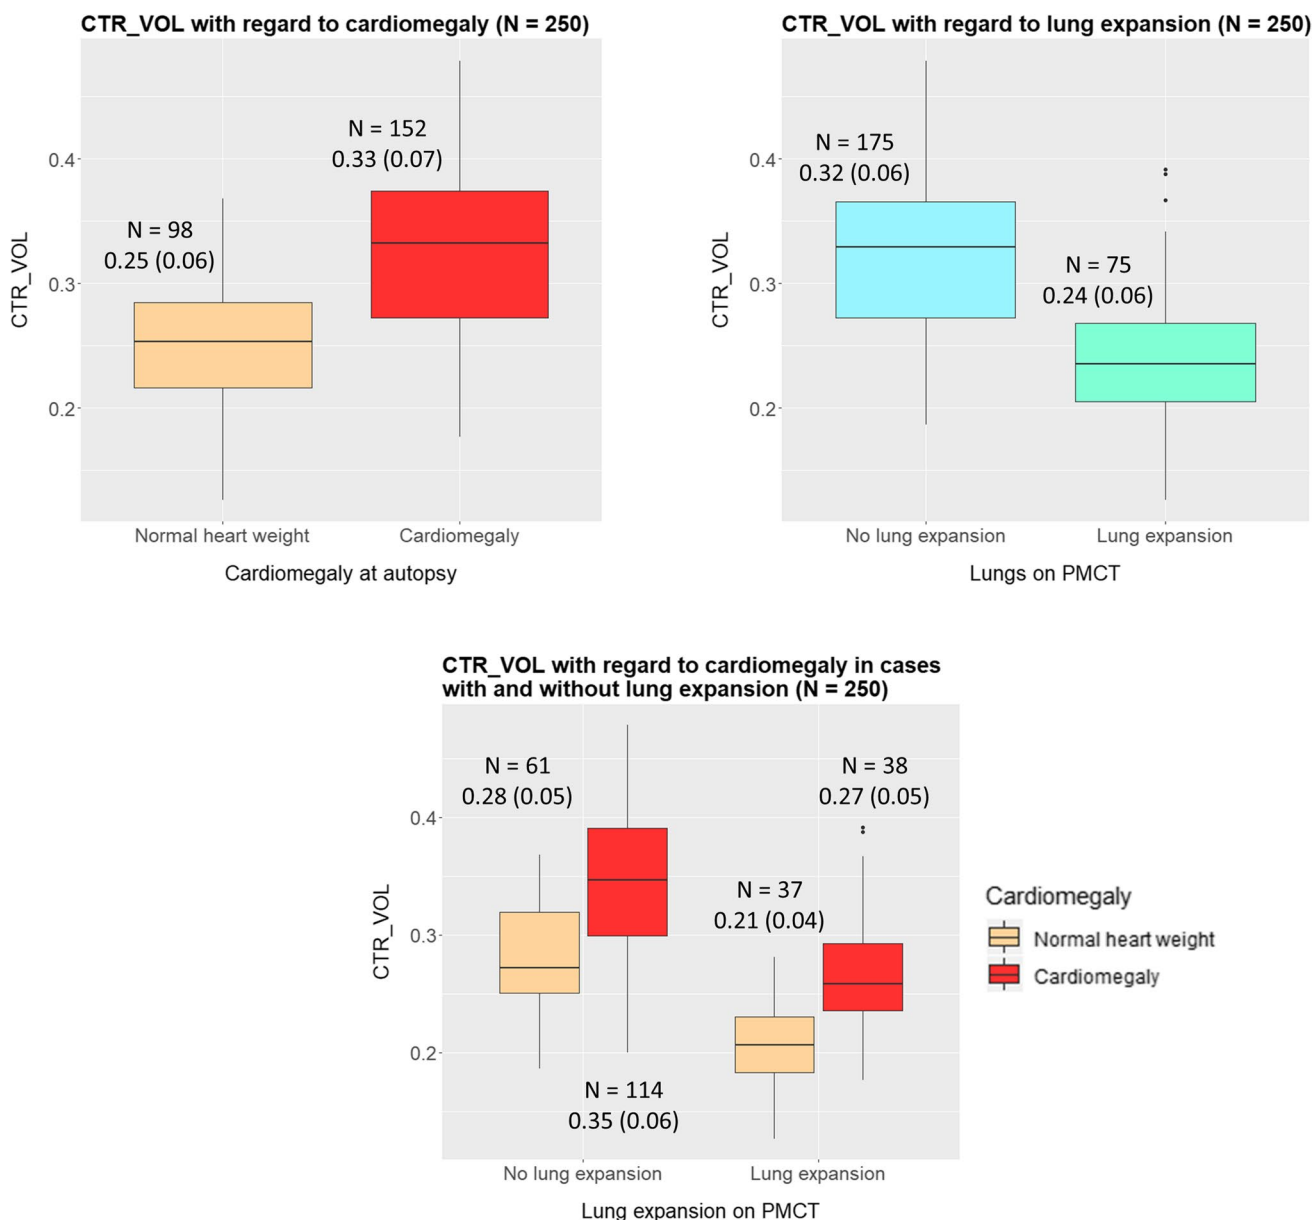 CTR_VOL with regard to cardiomegaly (N = 250)
CTR_VOL
0.4
0.3
0.2
N = 98
0.25 (0.06)
N = 152
0.33 (0.07)
Normal heart weight
Cardiomegaly
Cardiomegaly at autopsy
CTR_VOL with regard to lung expansion (N = 250)
CTR_VOL
0.4
0.3
0.2
N = 175
0.32 (0.06)
N = 75
0.24 (0.06)
No lung expansion
Lung expansion
Lungs on PMCT
CTR_VOL with regard to cardiomegaly in cases
with and without lung expansion (N = 250)
CTR_VOL
0.4
0.3
0.2
N = 61
0.28 (0.05)
N = 114
0.35 (0.06)
N = 37
0.21 (0.04)
N = 38
0.27 (0.05)
No lung expansion
Lung expansion
Lung expansion on PMCT
Cardiomegaly
Normal heart weight
Cardiomegaly